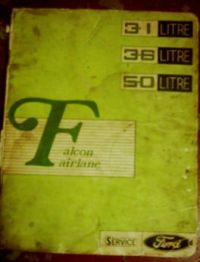 3·1 LITRE
3·6 LITRE
5·0 LITRE
Falcon
Fairlane
SERVICE Ford